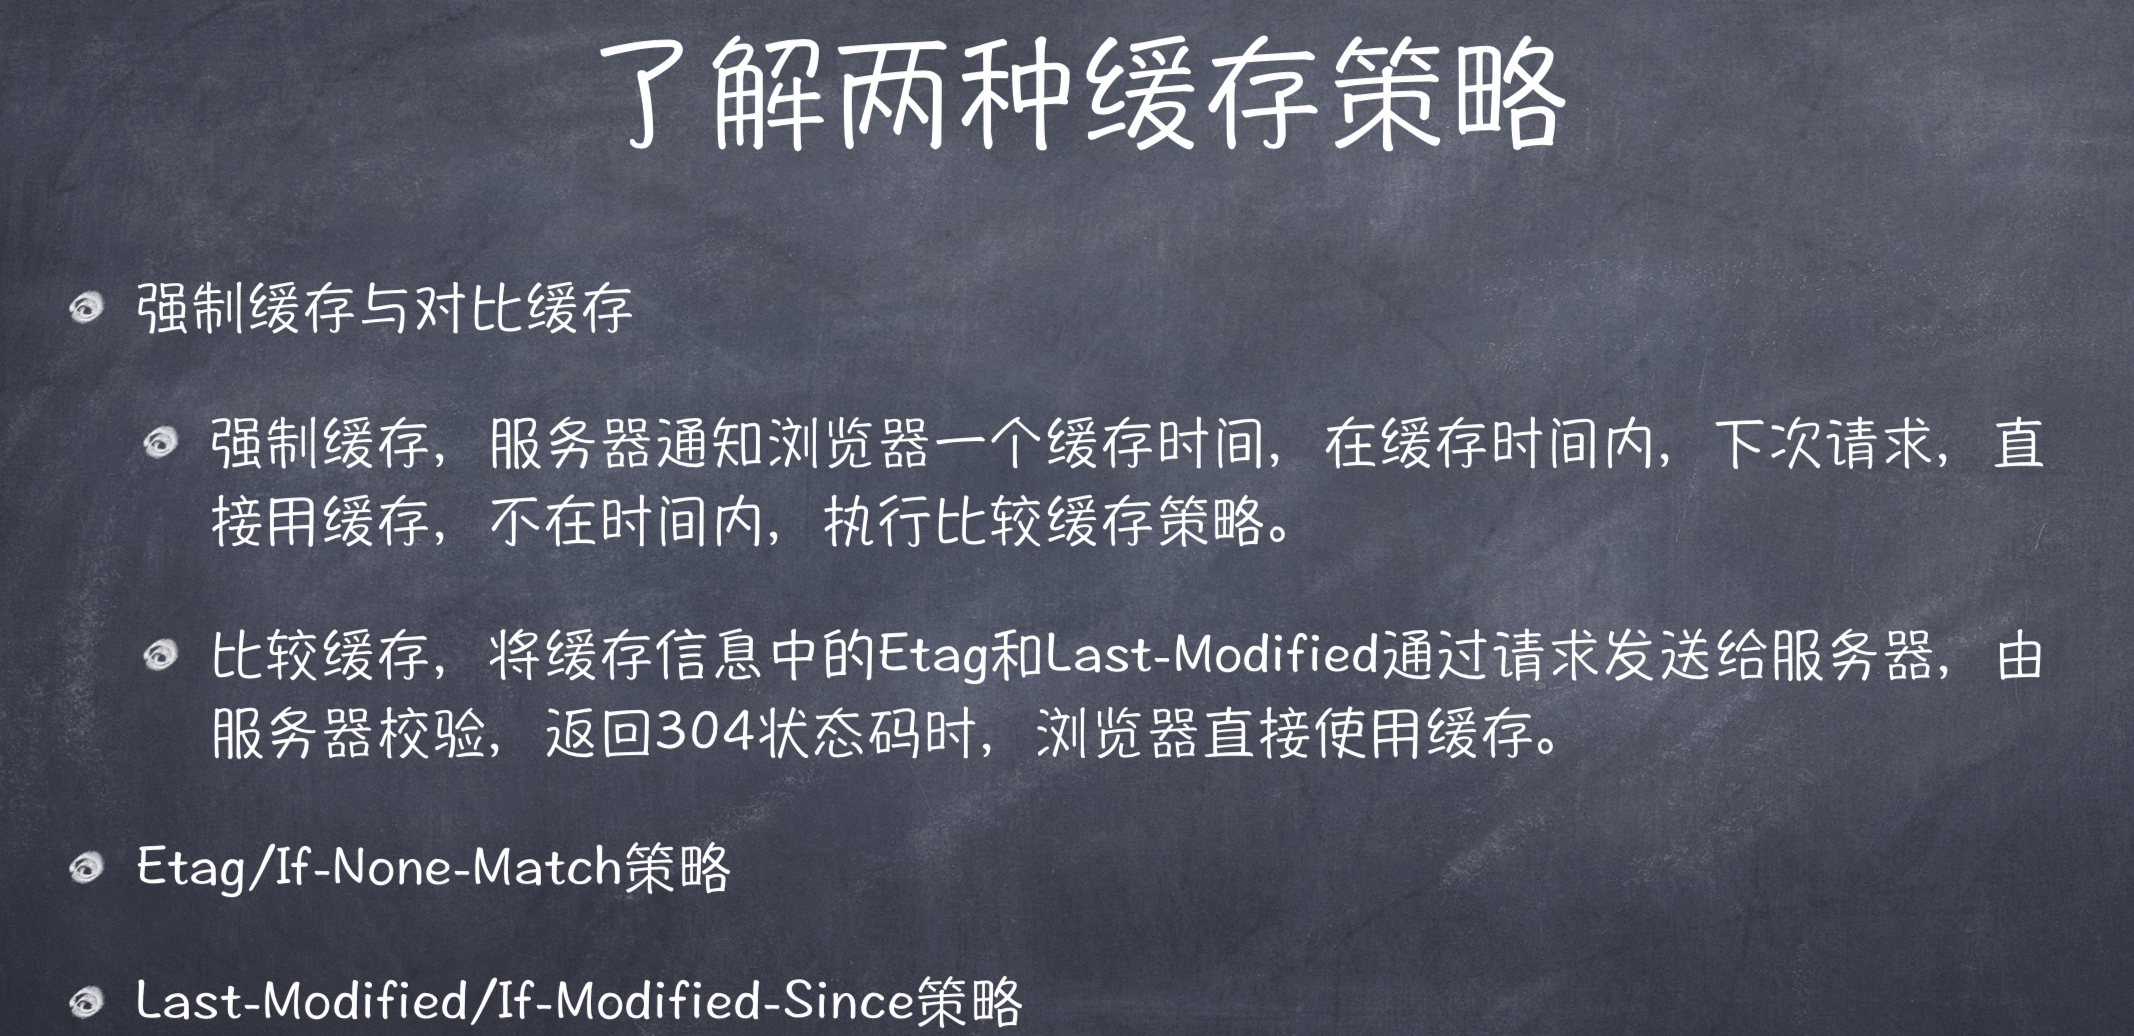 了解两种缓存策略
强制缓存与对比缓存
强制缓存，服务器通知浏览器一个缓存时间，在缓存时间内，下次请求，直
接用缓存，不在时间内，执行比较缓存策略。
比较缓存，将缓存信息中的Etag和Last-Modified通过请求发送给服务器，由
服务器校验，返回304状态码时，浏览器直接使用缓存。
Etag/If-None-Match策略
Last-Modified/If-Modified-Since策略